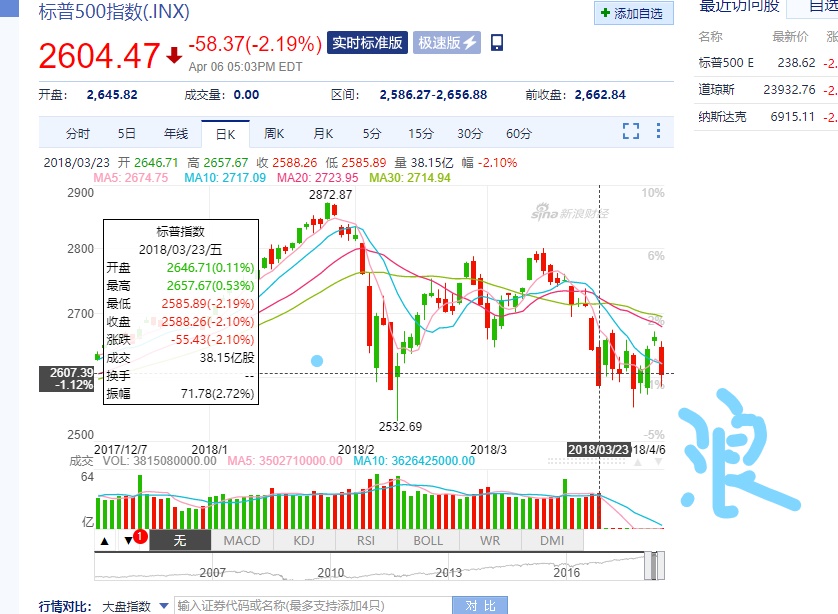 标普500指数(.INX)
添加自选
最近访问股
自选
2604.47
-58.37(-2.19%)
Apr 06 05:03PM EDT
实时标准版
极速版
名称 最新价 涨
标普500 E 238.62 -2.
道琼斯 23932.76 -2.
纳斯达克 6915.11 -2.
开盘: 2,645.82 成交量: 0.00 区间: 2,586.27-2,656.88 前收盘: 2,662.84
分时 5日 年线 日K 周K 月K 5分 15分 30分 60分
2018/03/23 开 2646.71 高 2657.67 收 2588.26 低 2585.89 量 38.15亿 幅 -2.10%
MA5: 2674.75 MA10: 2717.09 MA20: 2723.95 MA30: 2714.94
2900
2872.87
10%
sina新浪财经
标普指数
2018/03/23/五
开盘 2646.71(0.11%)
最高 2657.67(0.53%)
最低 2585.89(-2.19%)
收盘 2588.26(-2.10%)
涨跌 -55.43(-2.10%)
成交 38.15亿股
换手 --
振幅 71.78(2.72%)
2800
6%
2700
2%
2607.39
-1.12%
-1%
2532.69
2500
-5%
浪
2017/12/7 2018/1 2018/2 2018/3 2018/03/23 18/4/6
成交 VOL: 3815080000.00 MA5: 3502710000.00 MA10: 3626425000.00
64
亿
1
无 MACD KDJ RSI BOLL WR DMI
2007 2010 2013 2016
行情对比: 大盘指数 输入证券代码或名称(最多支持添加4只) 对 比